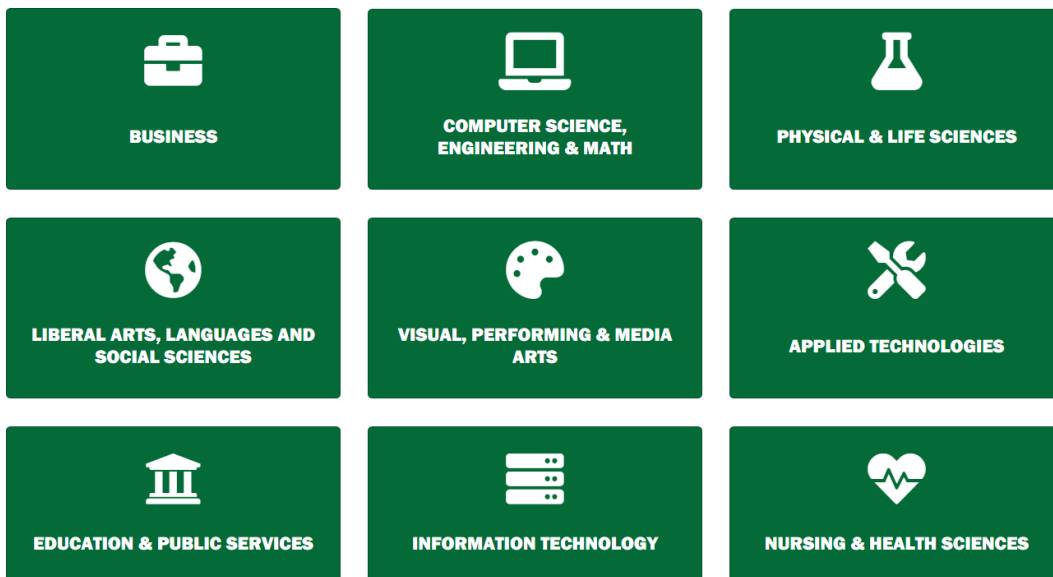 BUSINESS
COMPUTER SCIENCE,
ENGINEERING & MATH
PHYSICAL & LIFE SCIENCES
LIBERAL ARTS, LANGUAGES AND
SOCIAL SCIENCES
VISUAL, PERFORMING & MEDIA
ARTS
APPLIED TECHNOLOGIES
EDUCATION & PUBLIC SERVICES
INFORMATION TECHNOLOGY
NURSING & HEALTH SCIENCES